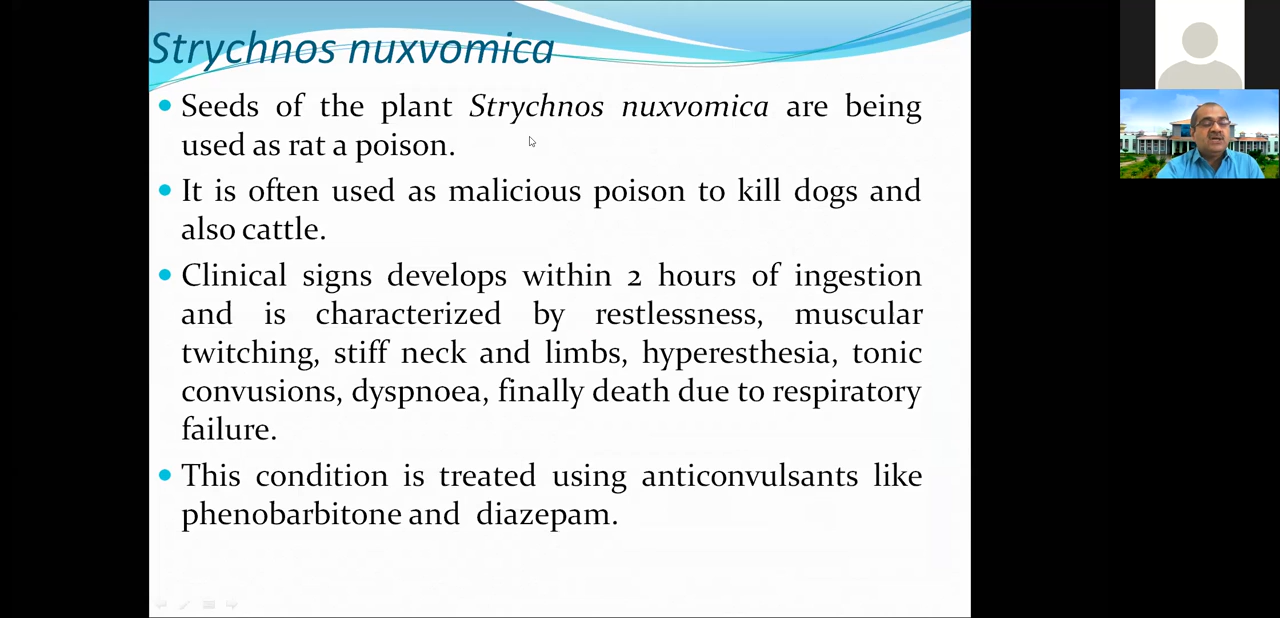 Strychnos nuxvomica
• Seeds of the plant Strychnos nuxvomica are being
used as rat a poison.
• It is often used as malicious poison to kill dogs and
also cattle.
• Clinical signs develops within 2 hours of ingestion
and is characterized by restlessness, muscular
twitching, stiff neck and limbs, hyperesthesia, tonic
convusions, dyspnoea, finally death due to respiratory
failure.
• This condition is treated using anticonvulsants like
phenobarbitone and diazepam.